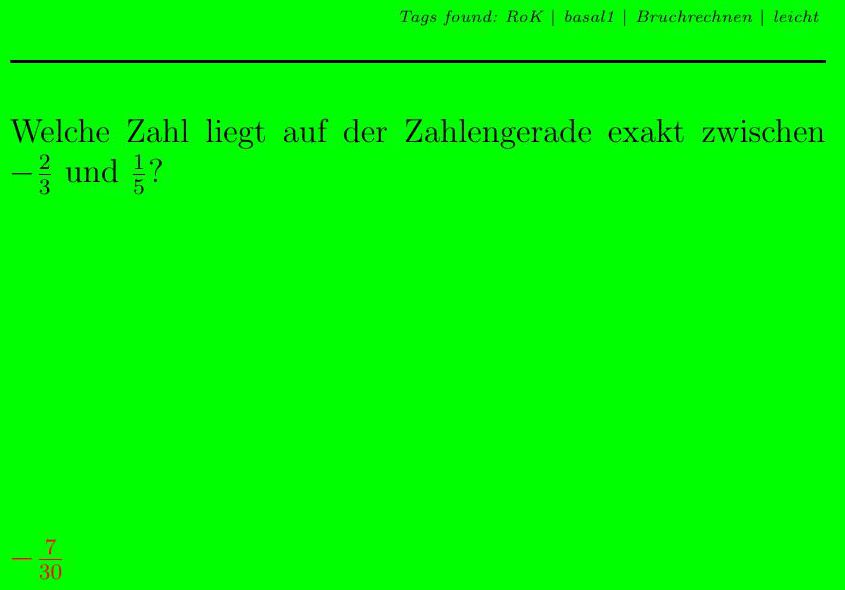 Tags found: RoK | basal1 | Bruchrechnen | leicht
Welche Zahl liegt auf der Zahlengerade exakt zwischen
$-\frac{2}{3}$ und $\frac{1}{5}$?
$-\frac{7}{30}$